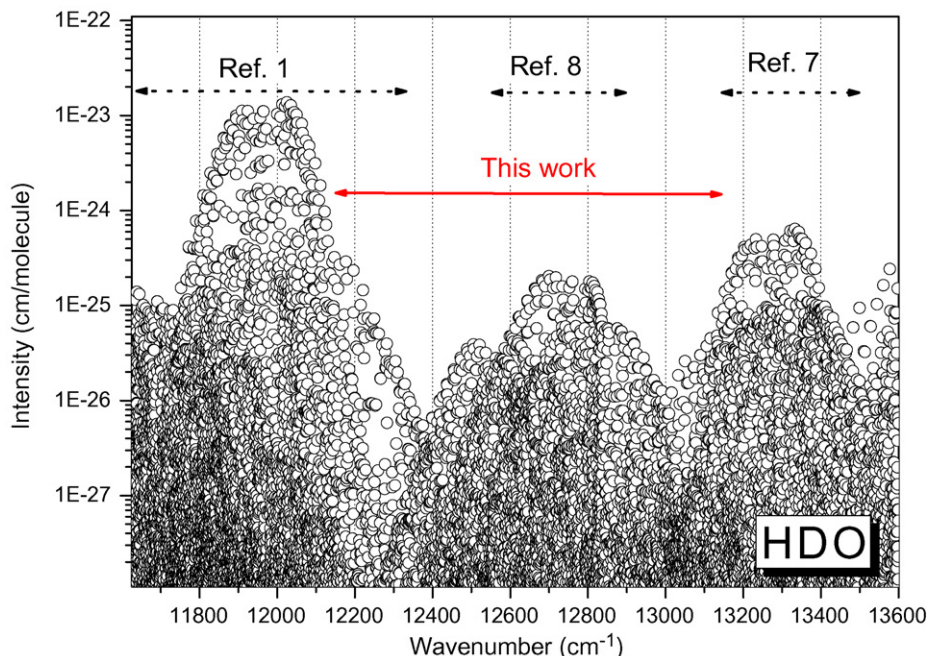 1E-22
Ref. 1
Ref. 8
Ref. 7
1E-23
This work
1E-24
1E-25
1E-26
1E-27
Intensity (cm/molecule)
HDO
11800 12000 12200 12400 12600 12800 13000 13200 13400 13600
Wavenumber (cm⁻¹)